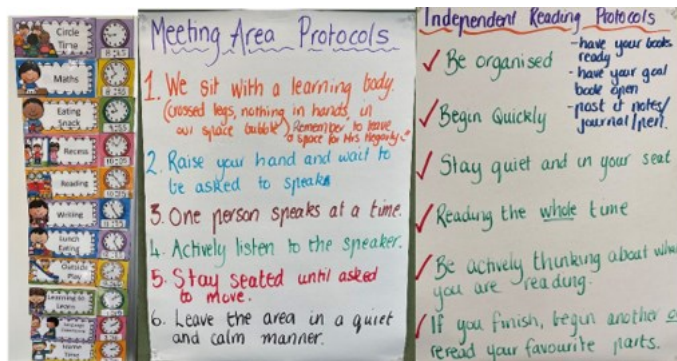 Circle
Time
Maths
Eating
Snack
Recess
Reading
Writing
Lunch
Eating
Outside
Play
Learning to
Learn
Home
Time
Meeting Area Protocols
1. We sit with a learning body.
(crossed legs, nothing in hands, in
our space bubble) Remember to leave
a space for Mrs Hegarty
2. Raise your hand and wait to
be asked to speak
3. One person speaks at a time.
4. Actively listen to the speaker.
5. Stay seated until asked
to move.
6. Leave the area in a quiet
and calm manner.
Independent Reading Protocols
✓ Be organised
-have your books
ready
-have your goal
book open
-post it notes/
journal/pen.
✓ Begin Quickly
✓ Stay quiet and in your seat
✓ Reading the whole time
✓ Be actively thinking about what
you are reading.
✓ If you finish, begin another or
reread your favourite parts.